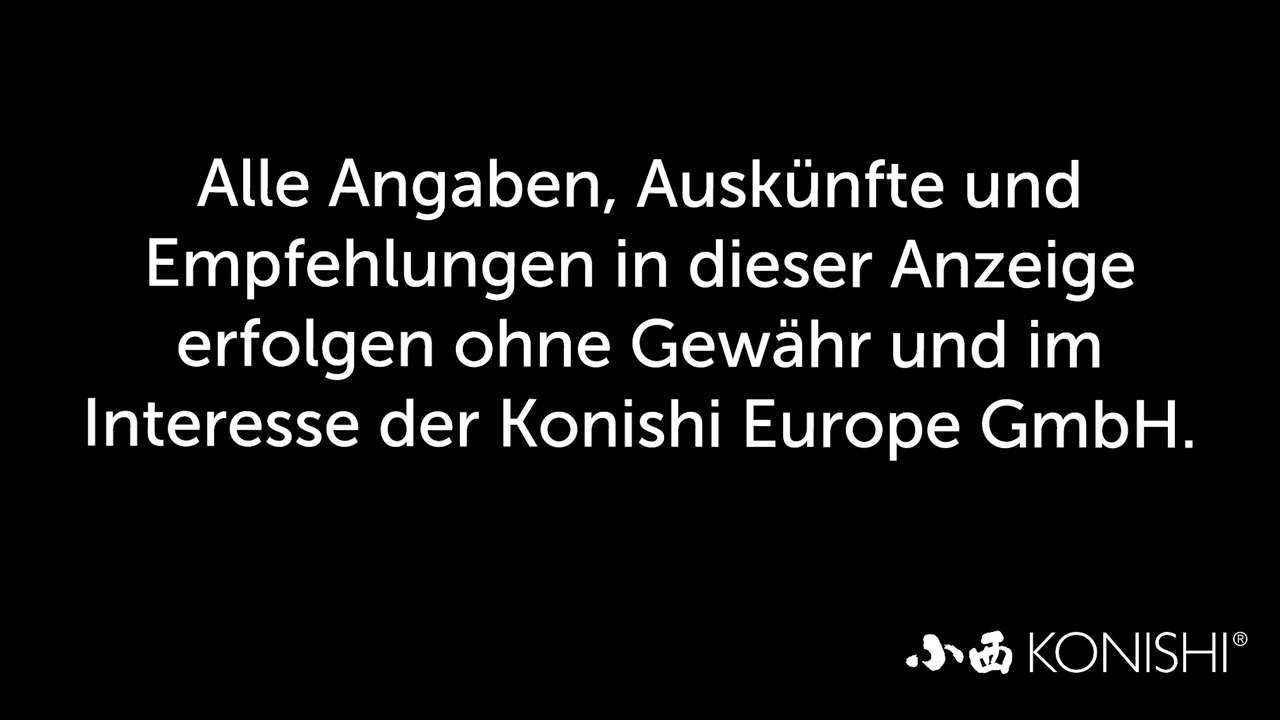 Alle Angaben, Auskünfte und
Empfehlungen in dieser Anzeige
erfolgen ohne Gewähr und im
Interesse der Konishi Europe GmbH.
小西 KONISHI®